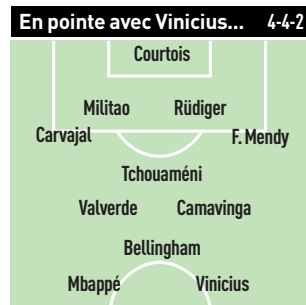 En pointe avec Vinicius... 4-4-2
Courtois
Militao Rüdiger
Carvajal F. Mendy
Tchouaméni
Valverde Camavinga
Bellingham
Mbappé Vinicius